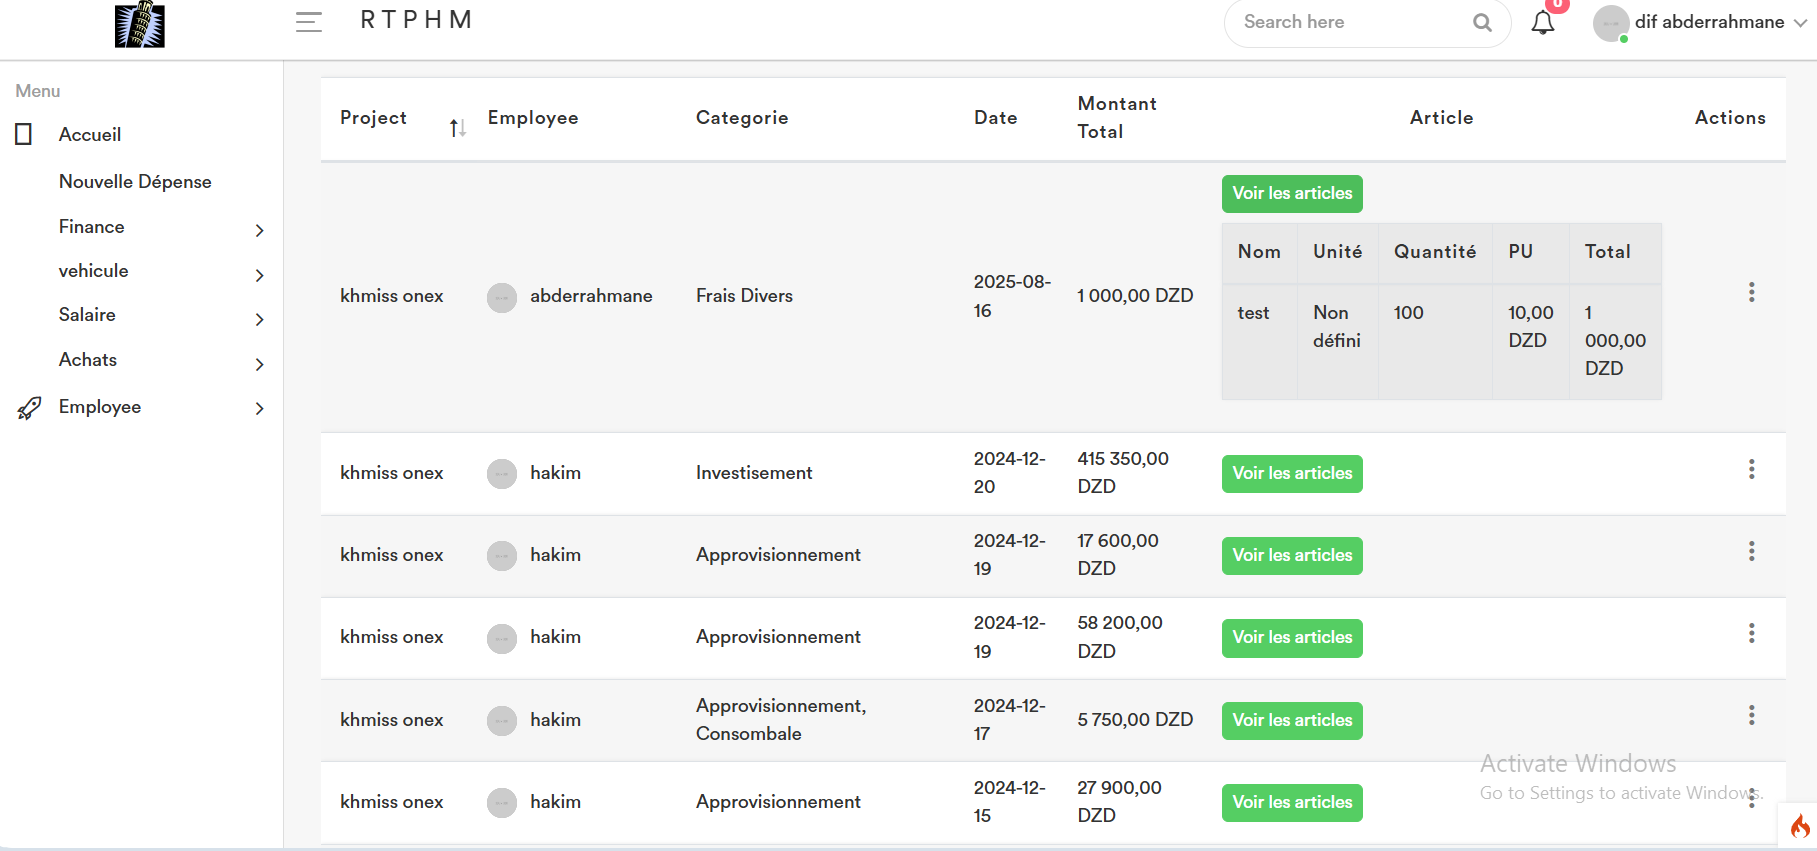 RTPHM
Search here
0
dif abderrahmane
Menu
Accueil
Nouvelle Dépense
Finance
vehicule
Salaire
Achats
Employee
Project
Employee
Categorie
Date
Montant
Total
Article
Actions
khmiss onex
abderrahmane
Frais Divers
2025-08-
16
1 000,00 DZD
Voir les articles
Nom
Unité
Quantité
PU
Total
test
Non
défini
100
10,00
DZD
1
000,00
DZD
khmiss onex
hakim
Investisement
2024-12-
20
415 350,00
DZD
Voir les articles
khmiss onex
hakim
Approvisionnement
2024-12-
19
17 600,00
DZD
Voir les articles
khmiss onex
hakim
Approvisionnement
2024-12-
19
58 200,00
DZD
Voir les articles
khmiss onex
hakim
Approvisionnement,
Consombale
2024-12-
17
5 750,00 DZD
Voir les articles
khmiss onex
hakim
Approvisionnement
2024-12-
15
27 900,00
DZD
Voir les articles
Activate Windows
Go to Settings to activate Windows.